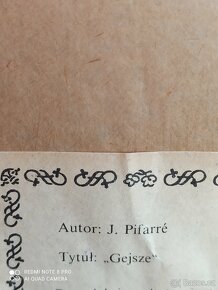 Autor: J. Pifarré
Tytuł: „Gejsze”
REDMI NOTE 8 PRO
AI QUAD CAMERA